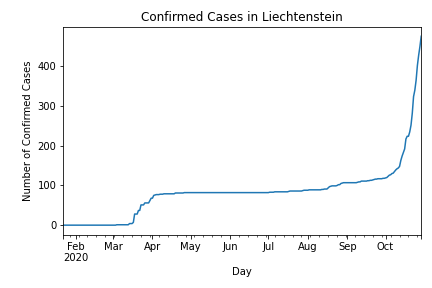 Confirmed Cases in Liechtenstein
Number of Confirmed Cases
400
300
200
100
0
Feb Mar Apr May Jun Jul Aug Sep Oct
2020
Day